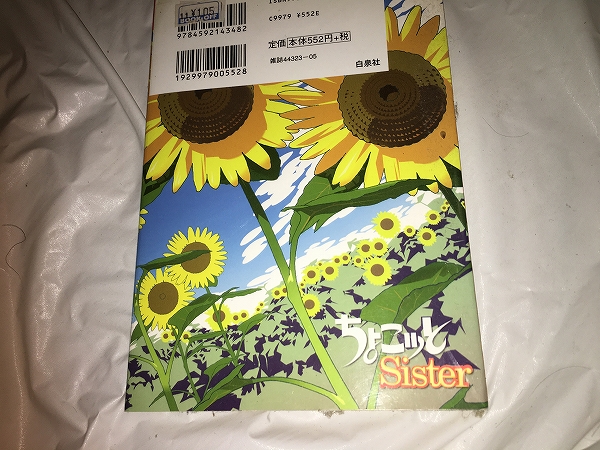 ¥105
9784592143482
C9979 ¥552E
定価 本体552円+税
雑誌44323-05
白泉社
1929979005528
ちょこッと
Sister